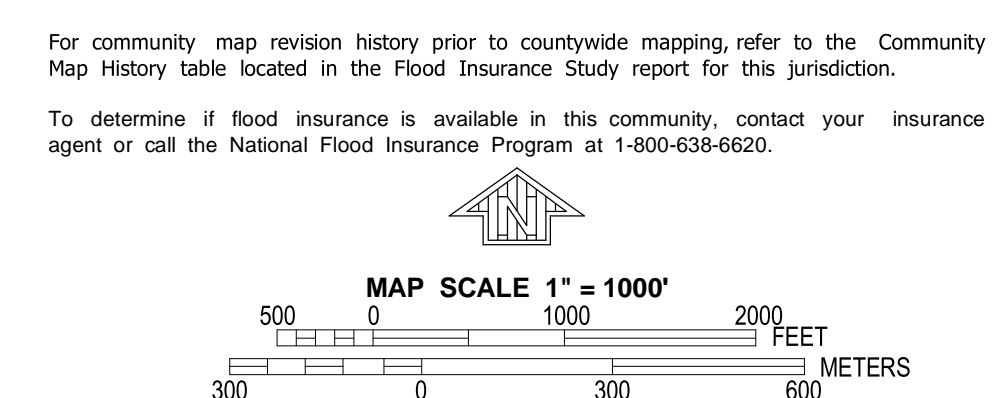 For community map revision history prior to countywide mapping, refer to the Community
Map History table located in the Flood Insurance Study report for this jurisdiction.
To determine if flood insurance is available in this community, contact your insurance
agent or call the National Flood Insurance Program at 1-800-638-6620.
N
MAP SCALE 1" = 1000'
500 0 1000 2000
FEET
METERS
300 0 300 600